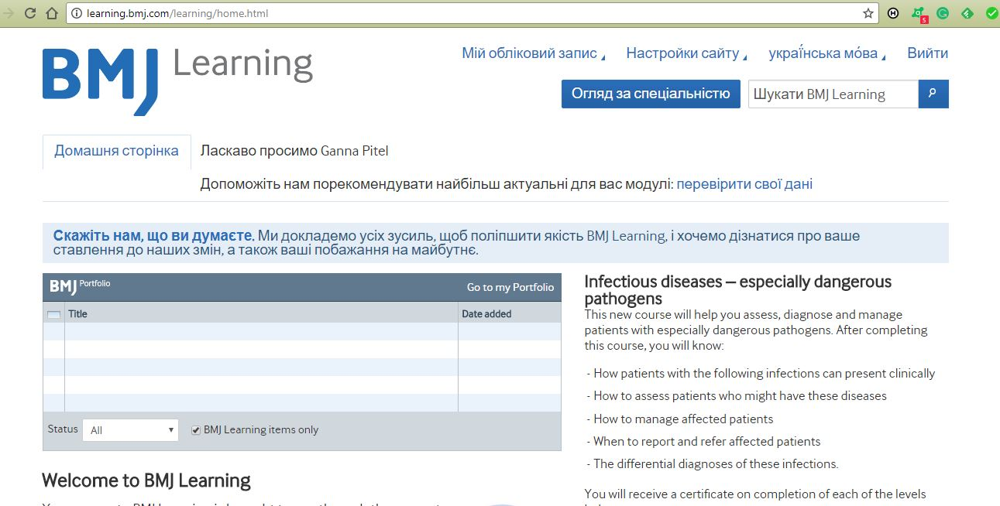 learning.bmj.com/learning/home.html
5
BMJ Learning
Мій обліковий запис
Настройки сайту
украї́нська мо́ва
Вийти
Огляд за спеціальністю
Шукати BMJ Learning
Домашня сторінка
Ласкаво просимо Ganna Pitel
Допоможіть нам порекомендувати найбільш актуальні для вас модулі: перевірити свої дані
Скажіть нам, що ви думаєте. Ми докладемо усіх зусиль, щоб поліпшити якість BMJ Learning, і хочемо дізнатися про ваше
ставлення до наших змін, а також ваші побажання на майбутнє.
BMJ Portfolio
Go to my Portfolio
Title
Date added
Status
All
BMJ Learning items only
Welcome to BMJ Learning
Infectious diseases – especially dangerous
pathogens
This new course will help you assess, diagnose and manage
patients with especially dangerous pathogens. After completing
this course, you will know:
- How patients with the following infections can present clinically
- How to assess patients who might have these diseases
- How to manage affected patients
- When to report and refer affected patients
- The differential diagnoses of these infections.
You will receive a certificate on completion of each of the levels